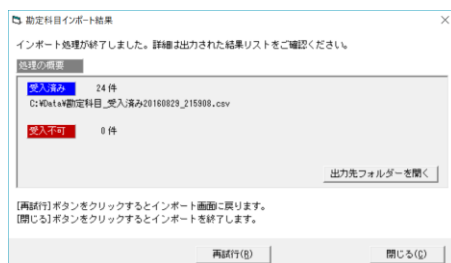 勘定科目インポート結果
インポート処理が終了しました。詳細は出力された結果リストをご確認ください。
処理の概要
受入済み 24 件
C:¥Data¥勘定科目_受入済み20160829_215908.csv
受入不可 0 件
出力先フォルダーを開く
[再試行]ボタンをクリックするとインポート画面に戻ります。
[閉じる]ボタンをクリックするとインポートを終了します。
再試行(R) 閉じる(C)